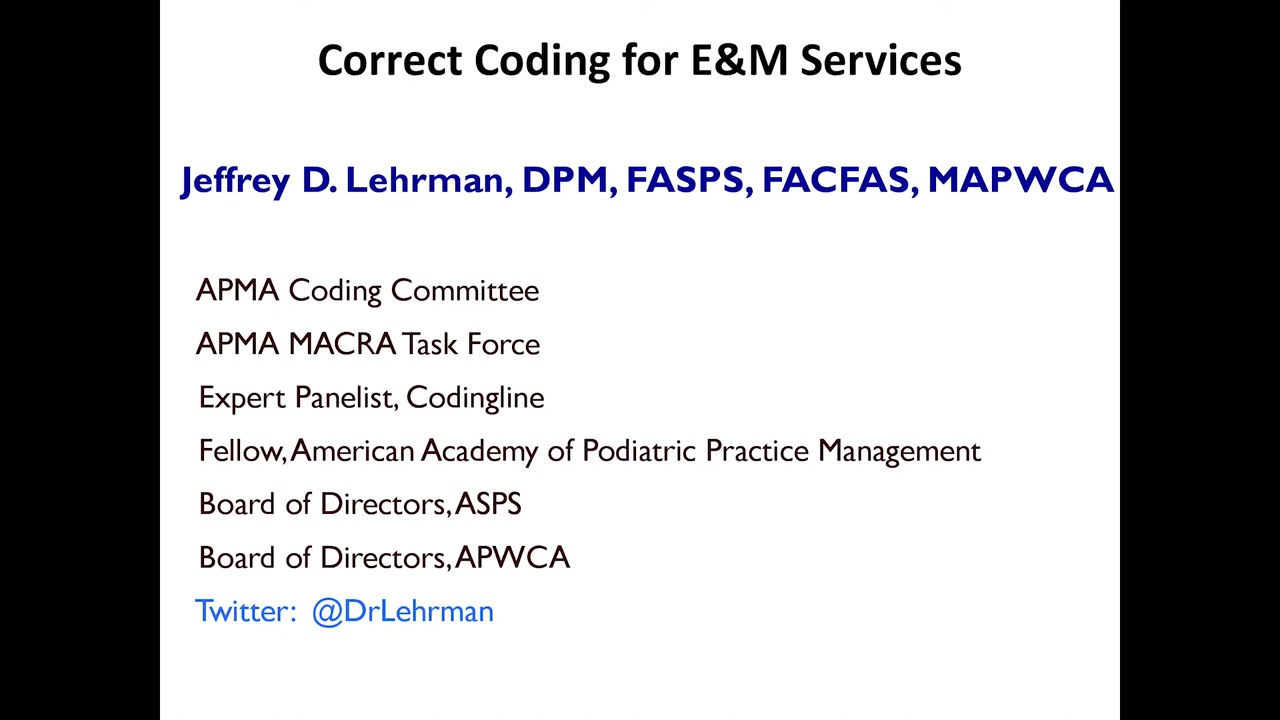 Correct Coding for E&M Services
Jeffrey D. Lehrman, DPM, FASPS, FACFAS, MAPWCA
APMA Coding Committee
APMA MACRA Task Force
Expert Panelist, Codingline
Fellow, American Academy of Podiatric Practice Management
Board of Directors, ASPS
Board of Directors, APWCA
Twitter: @DrLehrman